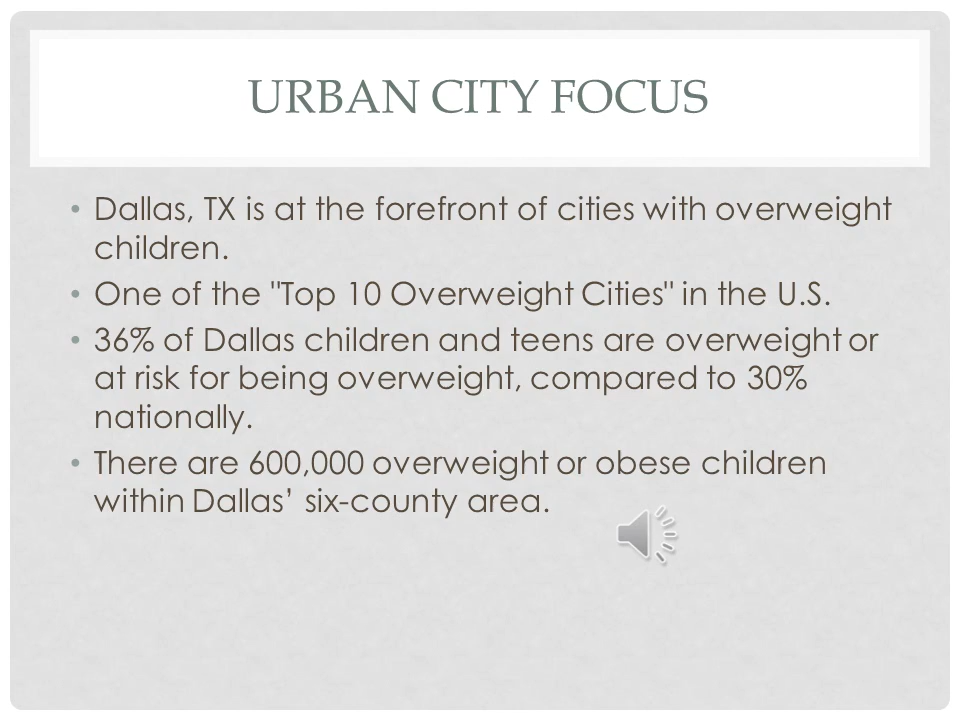 URBAN CITY FOCUS
• Dallas, TX is at the forefront of cities with overweight
children.
• One of the "Top 10 Overweight Cities" in the U.S.
• 36% of Dallas children and teens are overweight or
at risk for being overweight, compared to 30%
nationally.
• There are 600,000 overweight or obese children
within Dallas’ six-county area.